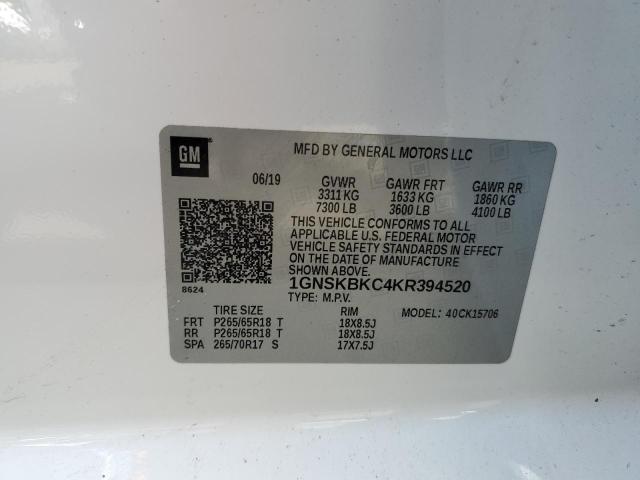 GM
MFD BY GENERAL MOTORS LLC
06/19 GVWR GAWR FRT GAWR RR
3311 KG 1633 KG 1860 KG
7300 LB 3600 LB 4100 LB
THIS VEHICLE CONFORMS TO ALL
APPLICABLE U.S. FEDERAL MOTOR
VEHICLE SAFETY STANDARDS IN EFFECT
ON THE DATE OF MANUFACTURE
SHOWN ABOVE.
8624
1GNSKBKC4KR394520
TYPE: M.P.V.
TIRE SIZE RIM MODEL: 40CK15706
FRT P265/65R18 T 18X8.5J
RR P265/65R18 T 18X8.5J
SPA 265/70R17 S 17X7.5J